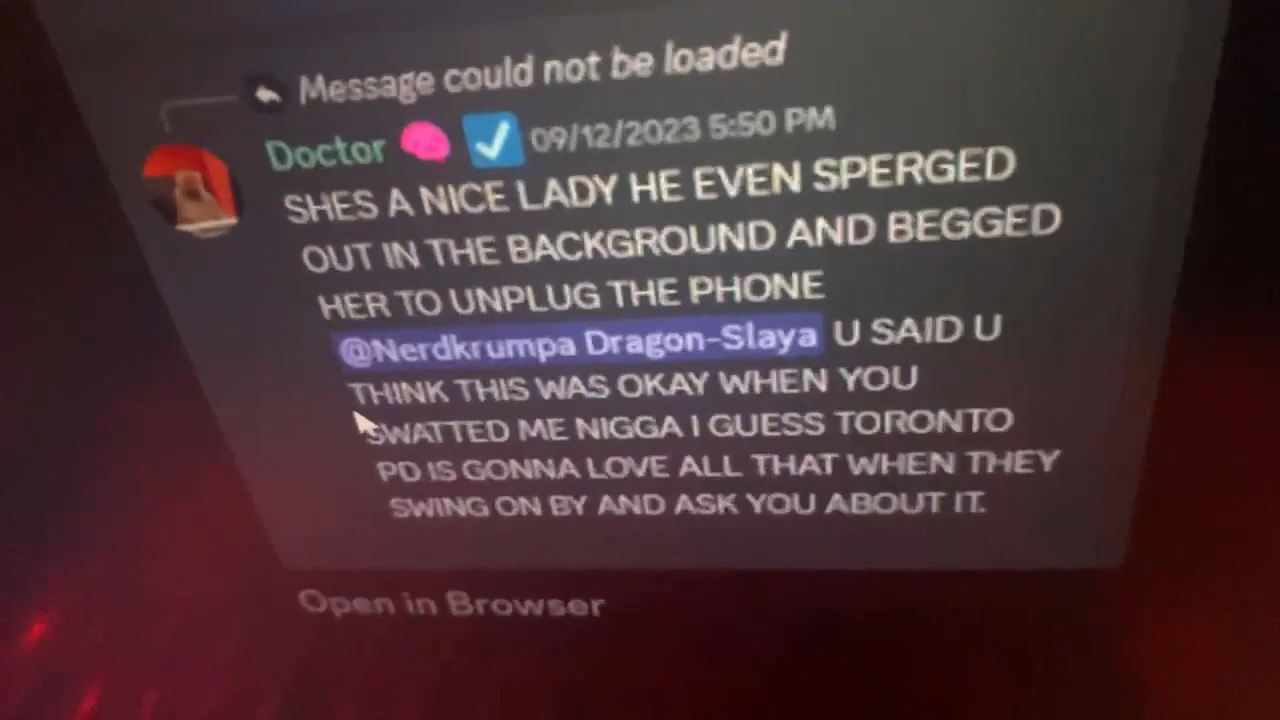 Message could not be loaded
Doctor 09/12/2023 5:50 PM
SHES A NICE LADY HE EVEN SPERGED
OUT IN THE BACKGROUND AND BEGGED
HER TO UNPLUG THE PHONE
@Nerdkrumpa Dragon-Slaya U SAID U
THINK THIS WAS OKAY WHEN YOU
SWATTED ME NIGGA I GUESS TORONTO
PD IS GONNA LOVE ALL THAT WHEN THEY
SWING ON BY AND ASK YOU ABOUT IT.
Open in Browser